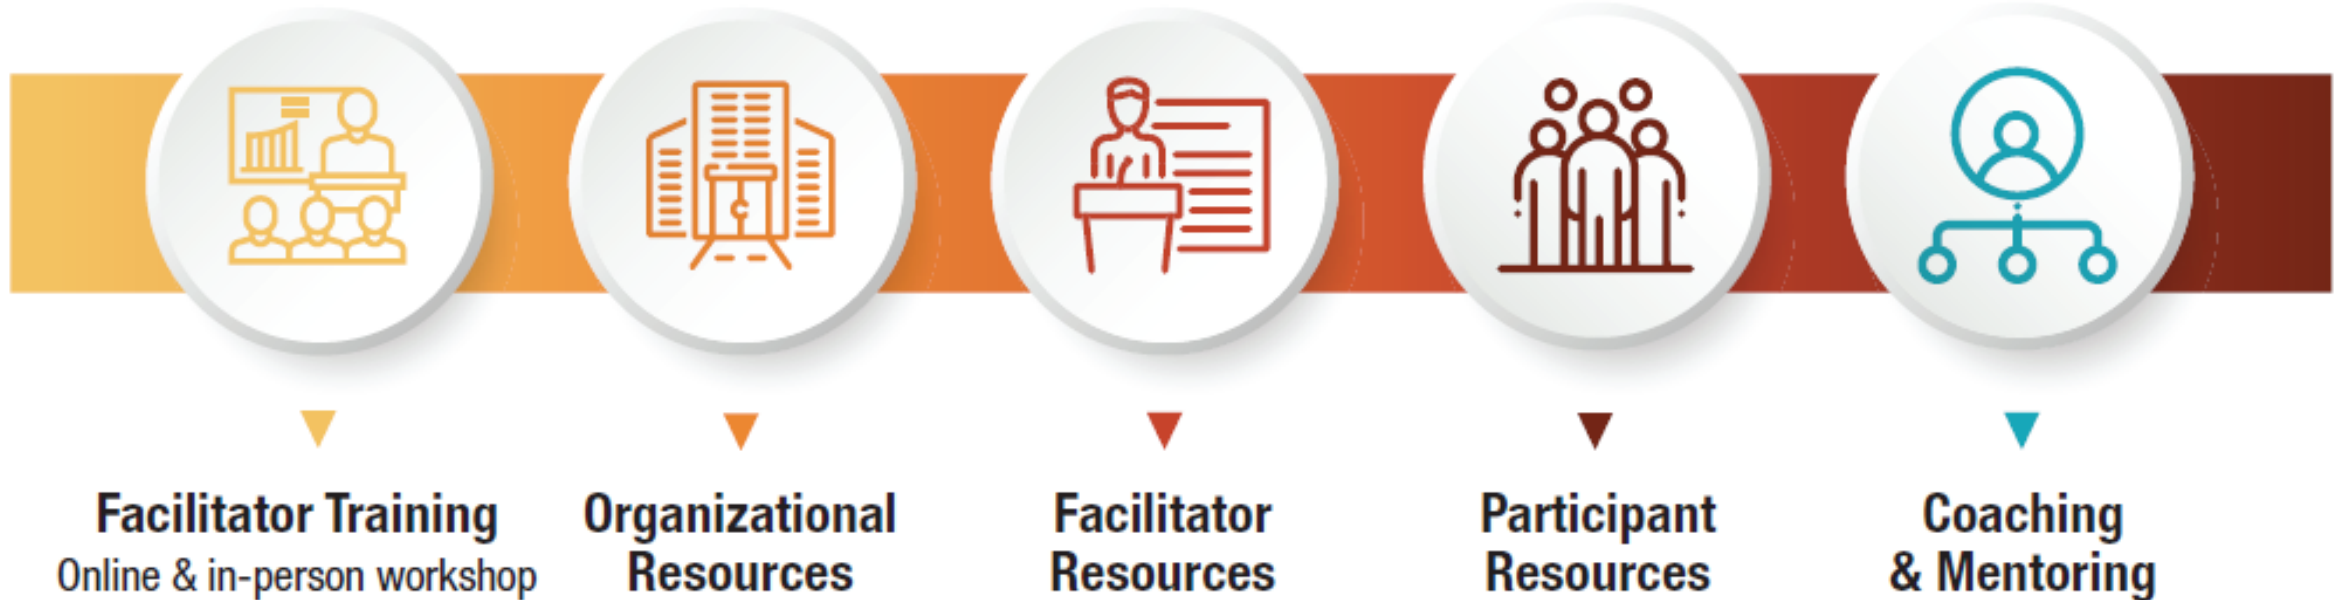 Facilitator Training
Online & in-person workshop
Organizational
Resources
Facilitator
Resources
Participant
Resources
Coaching
& Mentoring